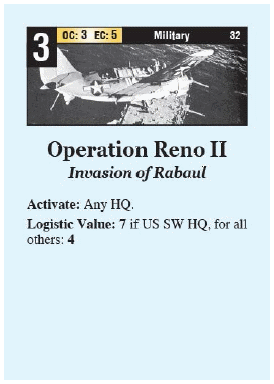 3 OC: 3 EC: 5 Military 32
Operation Reno II
Invasion of Rabaul
Activate: Any HQ.
Logistic Value: 7 if US SW HQ, for all
others: 4